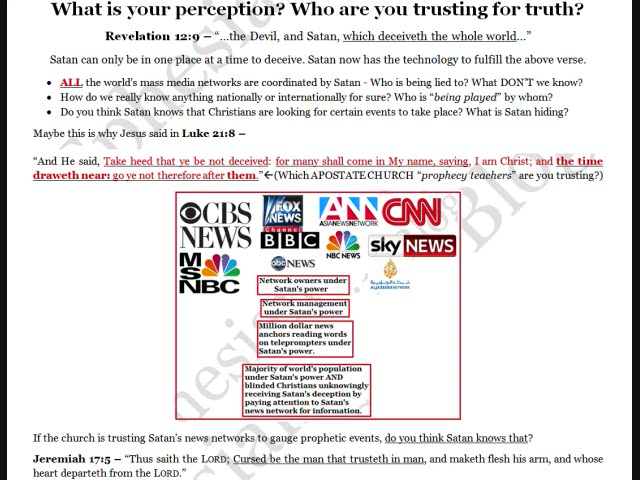 What is your perception? Who are you trusting for truth?
Revelation 12:9 – “…the Devil, and Satan, which deceiveth the whole world…”
Satan can only be in one place at a time to deceive. Satan now has the technology to fulfill the above verse.
• ALL the world's mass media networks are coordinated by Satan - Who is being lied to? What DON'T we know?
• How do we really know anything nationally or internationally for sure? Who is “being played” by whom?
• Do you think Satan knows that Christians are looking for certain events to take place? What is Satan hiding?
Maybe this is why Jesus said in Luke 21:8 –
“And He said, Take heed that ye be not deceived: for many shall come in My name, saying, I am Christ; and the time
draweth near: go ye not therefore after them.”←(Which APOSTATE CHURCH “prophecy teachers” are you trusting?)
CBS NEWS
FOX NEWS Channel
ANN ASIANEWSNETWORK
CNN
BBC
NBC NEWS
sky NEWS
MSNBC
abc NEWS
ALJAZEERA NETWORK
Network owners under
Satan's power
Network management
under Satan's power
Million dollar news
anchors reading words
on teleprompters under
Satan's power.
Majority of world's population
under Satan's power AND
blinded Christians unknowingly
receiving Satan's deception by
paying attention to Satan's
news network for information.
If the church is trusting Satan's news networks to gauge prophetic events, do you think Satan knows that?
Jeremiah 17:5 – “Thus saith the LORD; Cursed be the man that trusteth in man, and maketh flesh his arm, and whose
heart departeth from the LORD.”